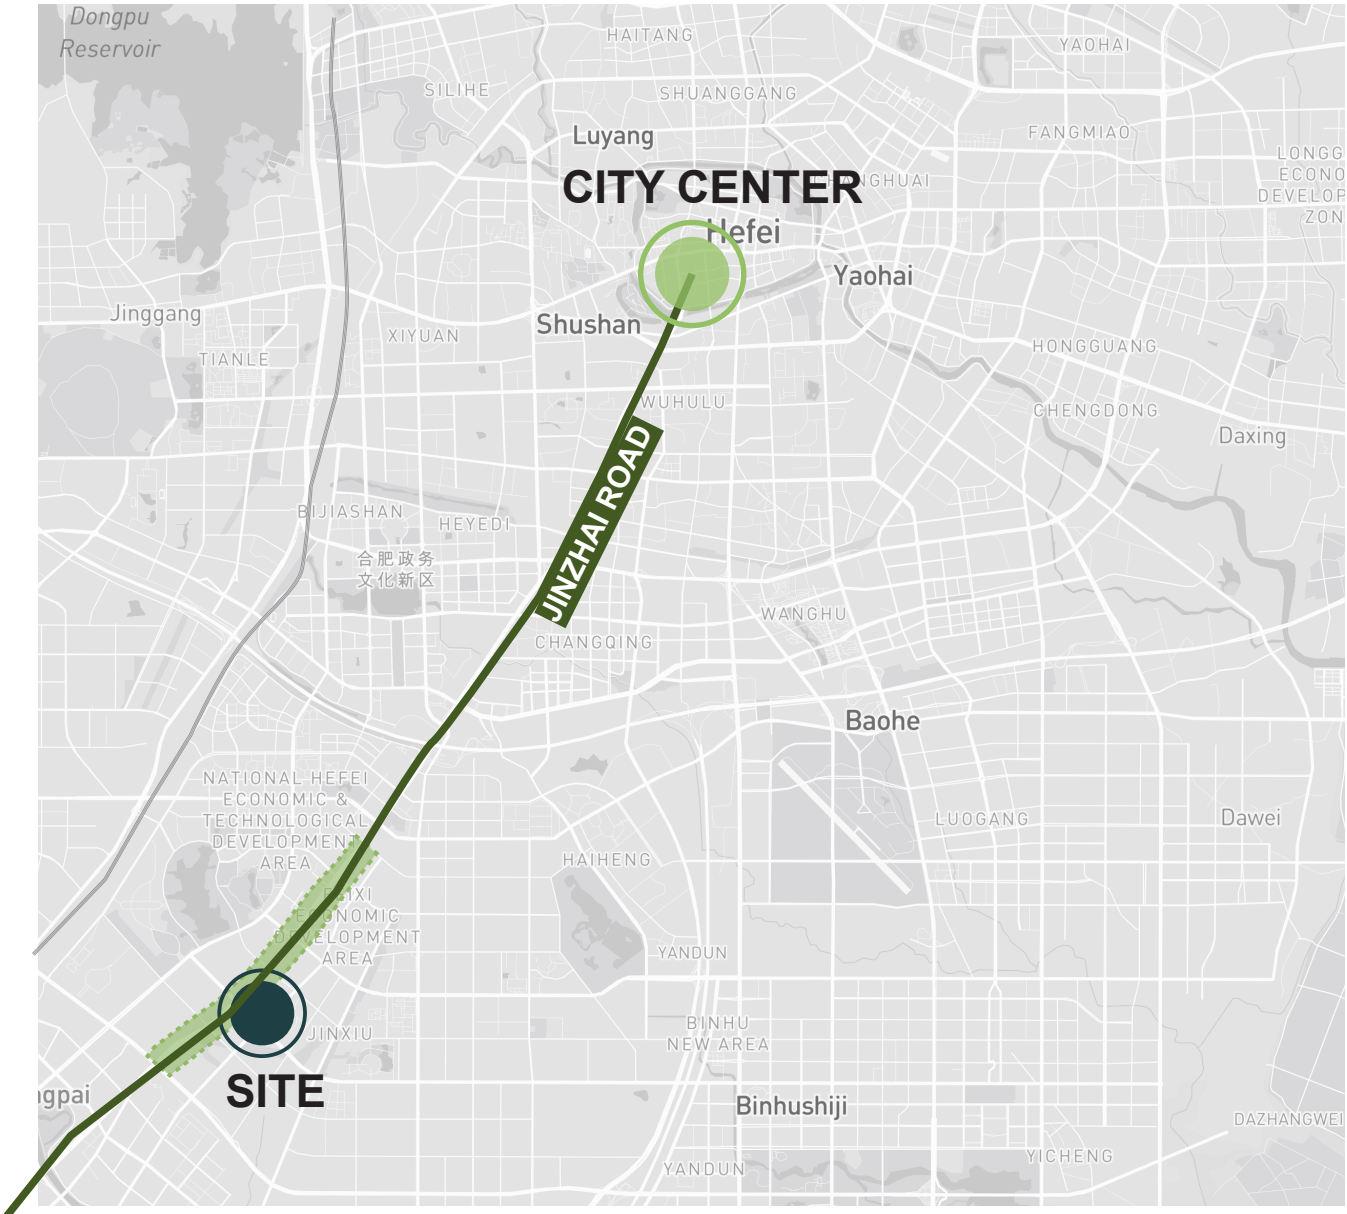 Dongpu
Reservoir
HAITANG
YAOHAI
SILIHE
SHUANGGANG
Luyang
FANGMIAO
LONGG
ECONO
DEVELOP
ZON
CITY CENTER
HANGHUAI
Hefei
Yaohai
Jinggang
Shushan
XIYUAN
TIANLE
HONGGUANG
WUHULU
CHENGDONG
Daxing
JINZHAI ROAD
BIJIASHAN
HEYEDI
合肥政务
文化新区
WANGHU
CHANGQING
Baohe
NATIONAL HEFEI
ECONOMIC &
TECHNOLOGICAL
DEVELOPMENT
AREA
LUOGANG
Dawei
HAIHENG
EIXI
ECONOMIC
DEVELOPMENT
AREA
YANDUN
JINXIU
BINHU
NEW AREA
SITE
ngpai
Binhushiji
DAZHANGWEI
YICHENG
YANDUN